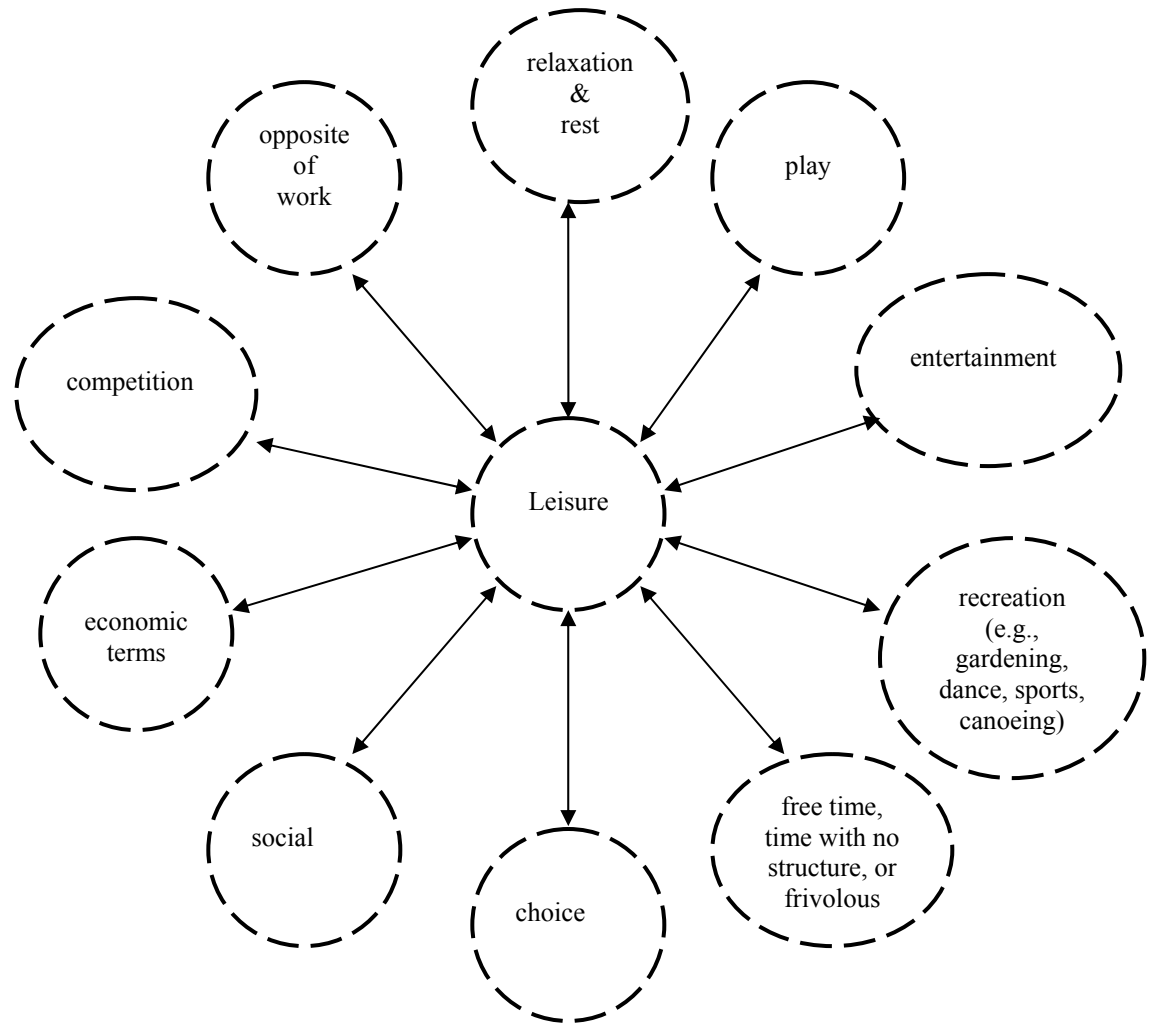 relaxation
&
rest
opposite
of
work
play
entertainment
competition
Leisure
economic
terms
recreation
(e.g.,
gardening,
dance, sports,
canoeing)
social
choice
free time,
time with no
structure, or
frivolous